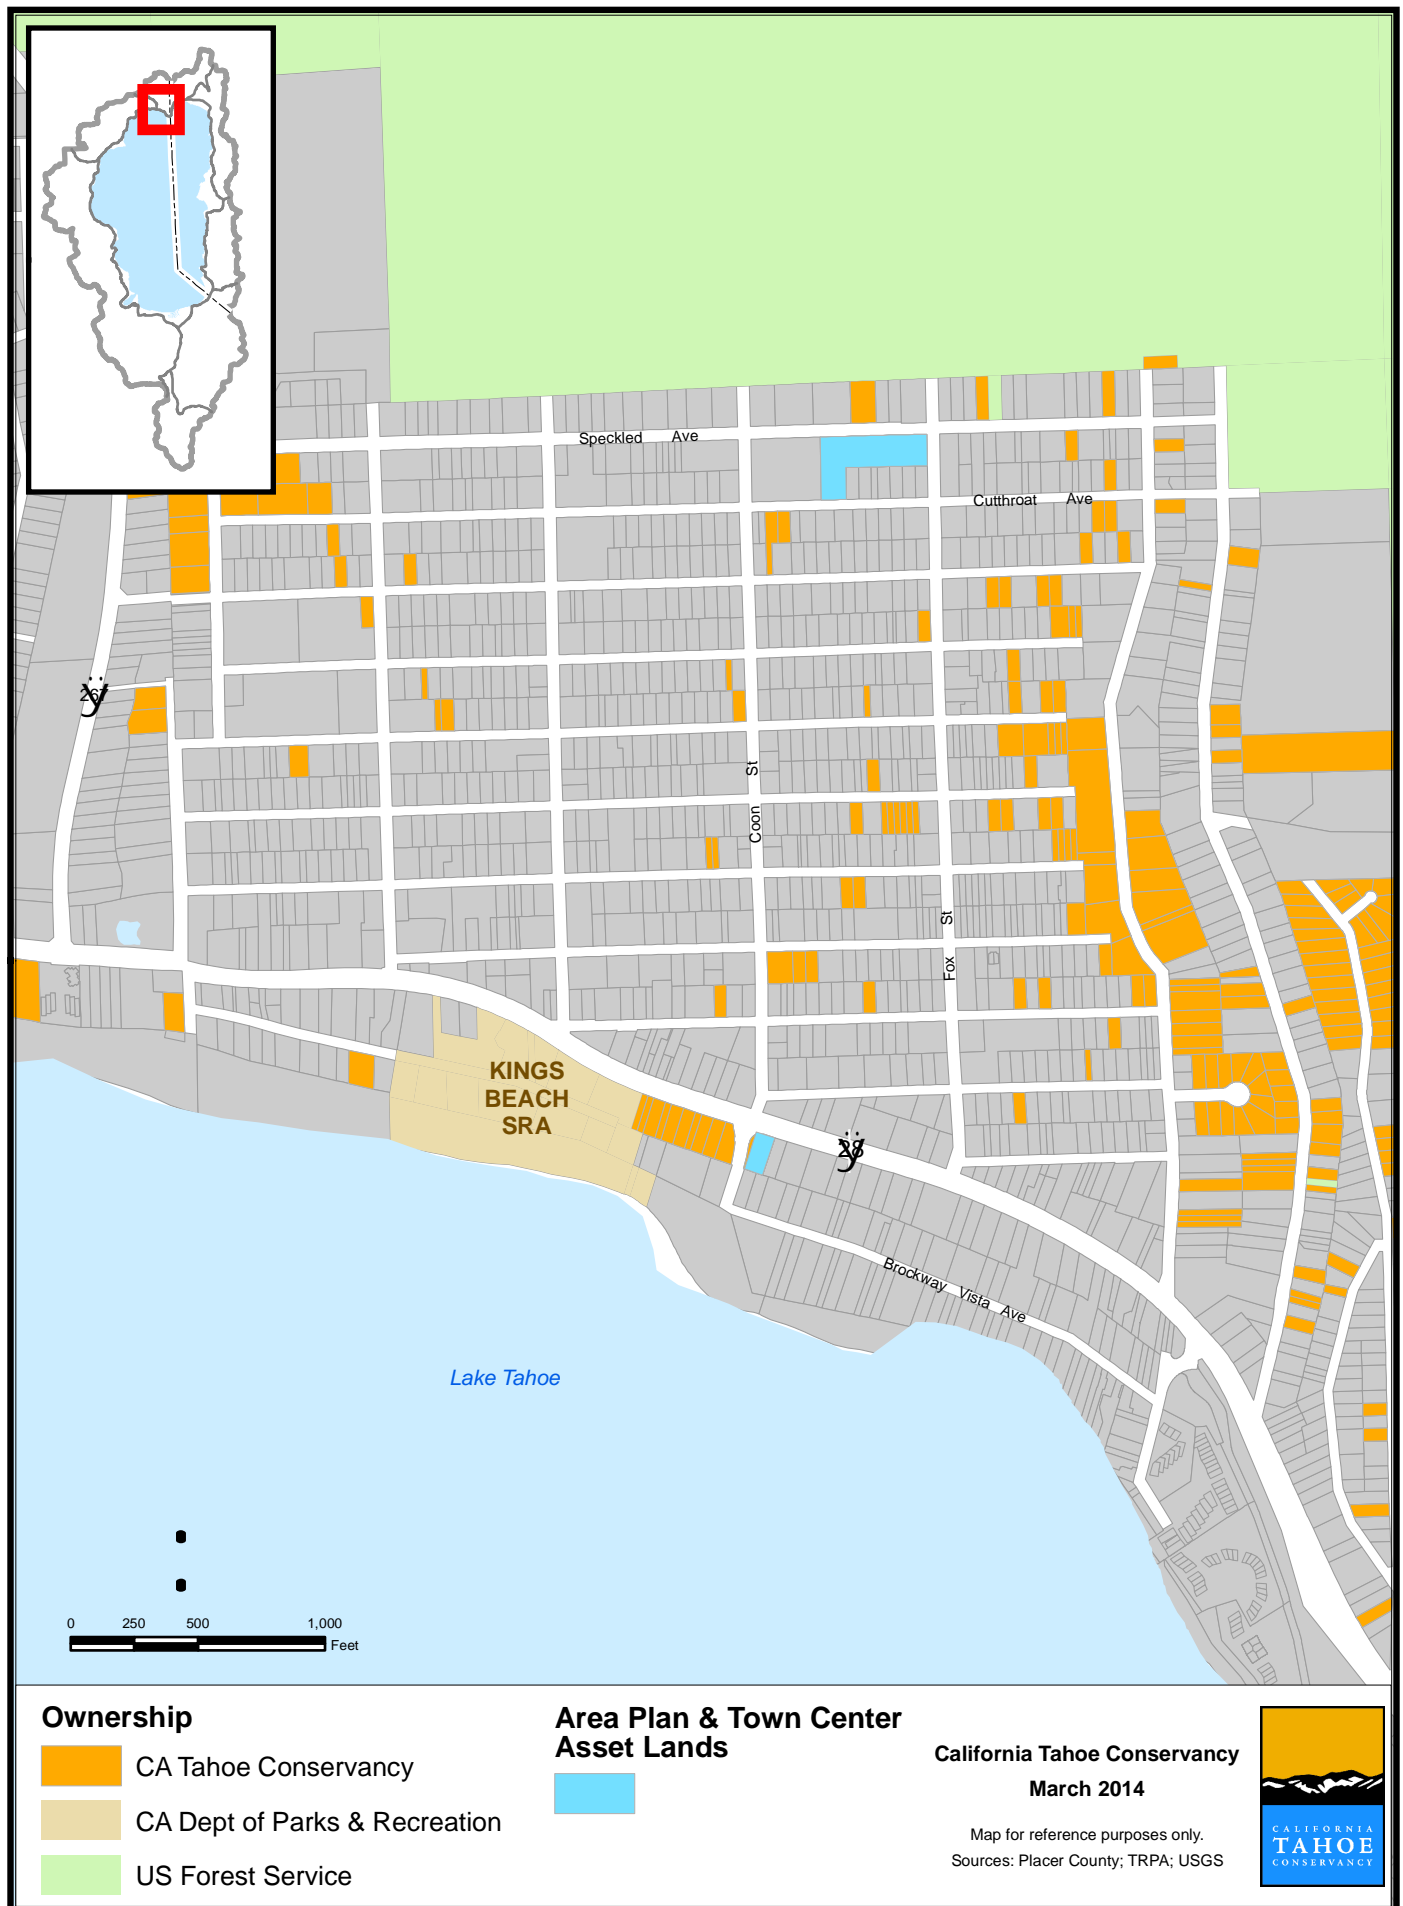 Speckled Ave
Cutthroat Ave
267
Coon St
Fox St
KINGS
BEACH
SRA
28
Brockway Vista Ave
Lake Tahoe
0 250 500 1,000
Feet
Ownership
CA Tahoe Conservancy
CA Dept of Parks & Recreation
US Forest Service
Area Plan & Town Center
Asset Lands
California Tahoe Conservancy
March 2014
Map for reference purposes only.
Sources: Placer County; TRPA; USGS
CALIFORNIA
TAHOE
CONSERVANCY